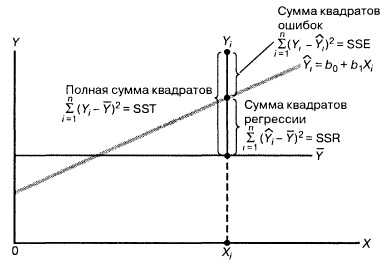 Сумма квадратов
ошибок
Y
Yᵢ
n
Σ(Yᵢ – Ŷᵢ)² = SSE
i=1
Ŷᵢ = b₀ + b₁Xᵢ
Полная сумма квадратов
n
Σ(Yᵢ – Ȳ)² = SST
i=1
Сумма квадратов
регрессии
n
Σ(Ŷᵢ – Ȳ)² = SSR
i=1
Ȳ
0
Xᵢ
X